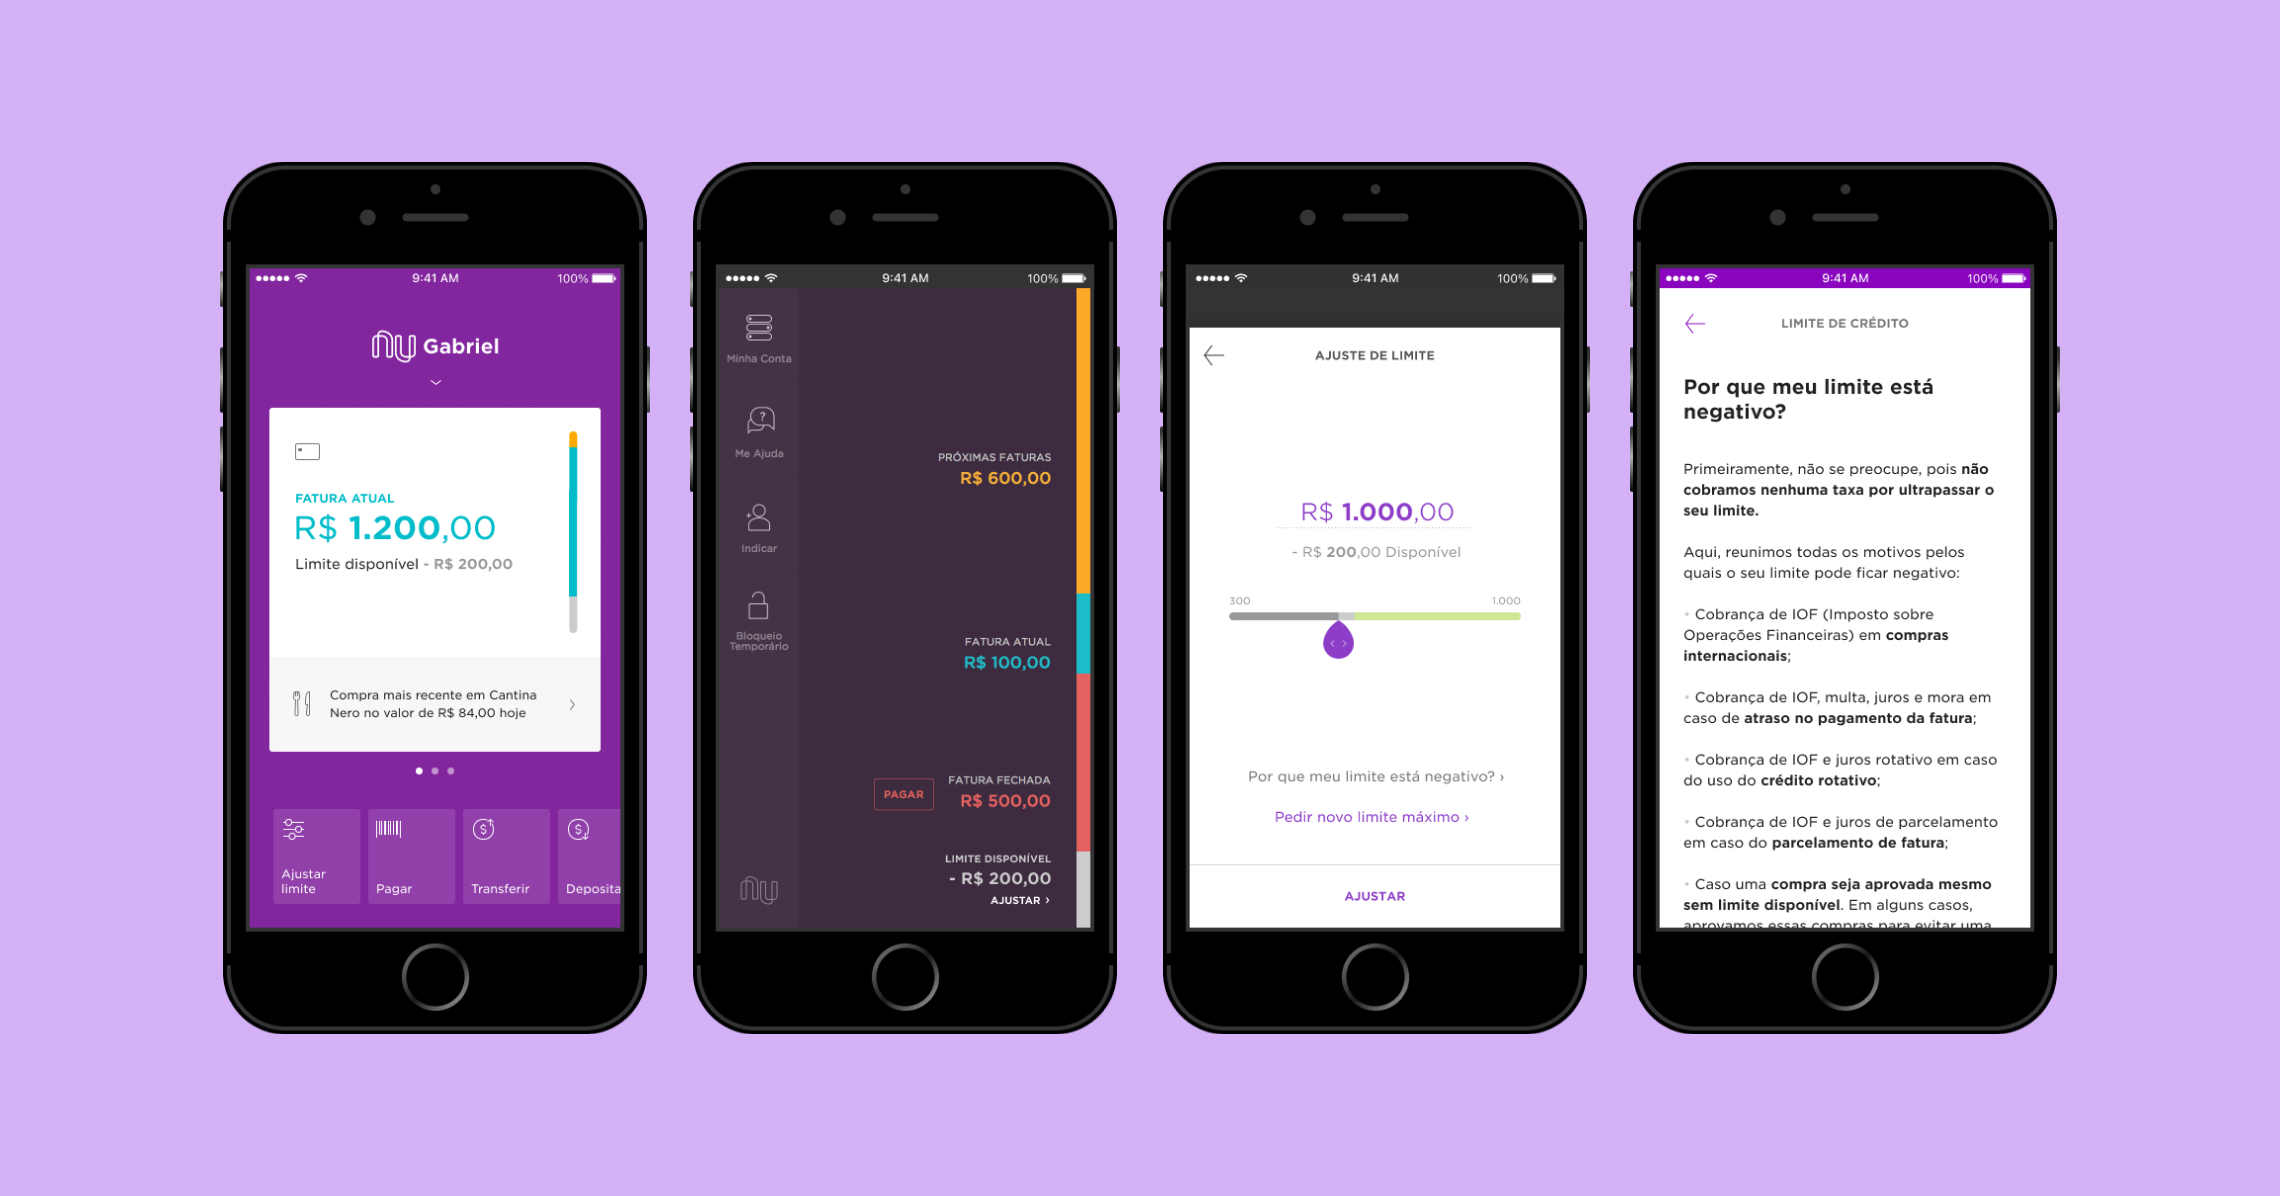 9:41 AM
100%
nu Gabriel
FATURA ATUAL
R$ 1.200,00
Limite disponível - R$ 200,00
Compra mais recente em Cantina
Nero no valor de R$ 84,00 hoje
Ajustar
limite
Pagar
Transferir
Deposita
9:41 AM
100%
Minha Conta
Me Ajuda
?
Indicar
Bloqueio
Temporário
nu
PRÓXIMAS FATURAS
R$ 600,00
FATURA ATUAL
R$ 100,00
PAGAR
FATURA FECHADA
R$ 500,00
LIMITE DISPONÍVEL
- R$ 200,00
AJUSTAR ›
9:41 AM
100%
AJUSTE DE LIMITE
R$ 1.000,00
- R$ 200,00 Disponível
300
1.000
Por que meu limite está negativo? ›
Pedir novo limite máximo ›
AJUSTAR
9:41 AM
100%
LIMITE DE CRÉDITO
Por que meu limite está
negativo?
Primeiramente, não se preocupe, pois não
cobramos nenhuma taxa por ultrapassar o
seu limite.
Aqui, reunimos todas os motivos pelos
quais o seu limite pode ficar negativo:
• Cobrança de IOF (Imposto sobre
Operações Financeiras) em compras
internacionais;
• Cobrança de IOF, multa, juros e mora em
caso de atraso no pagamento da fatura;
• Cobrança de IOF e juros rotativo em caso
do uso do crédito rotativo;
• Cobrança de IOF e juros de parcelamento
em caso do parcelamento de fatura;
• Caso uma compra seja aprovada mesmo
sem limite disponível. Em alguns casos,
aprovamos essas compras para evitar uma